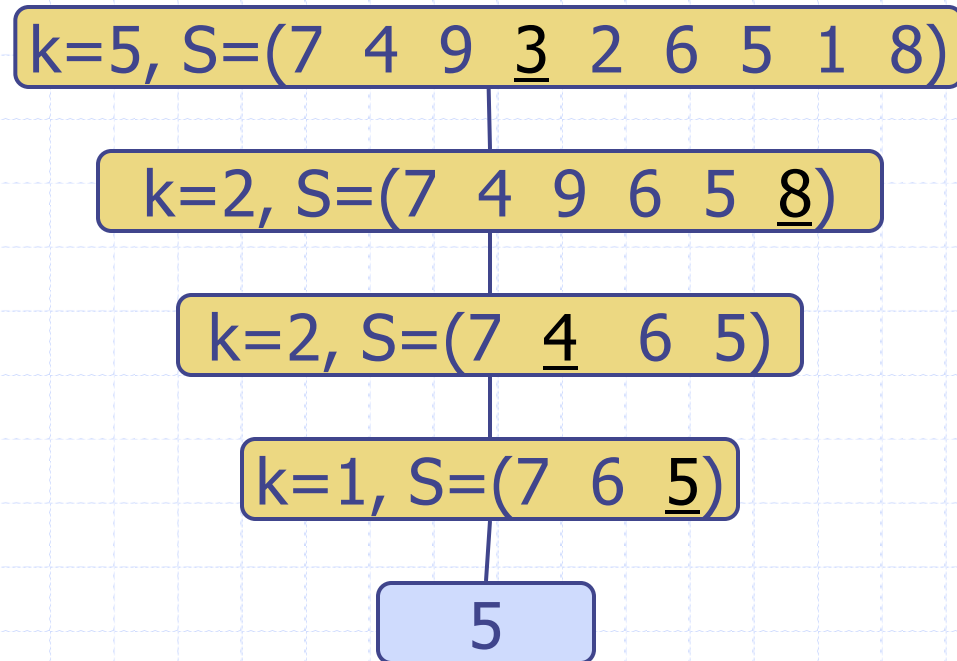 k=5, S=(7 4 9 3 2 6 5 1 8)
k=2, S=(7 4 9 6 5 8)
k=2, S=(7 4 6 5)
k=1, S=(7 6 5)
5